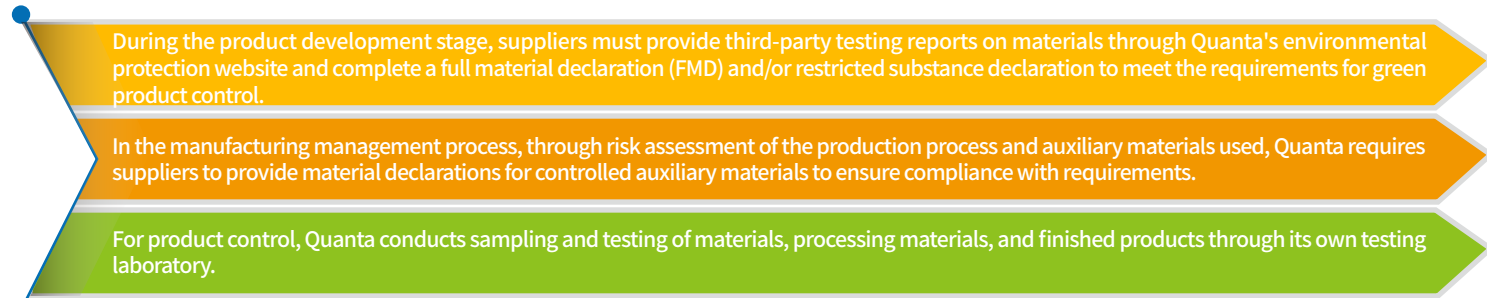 During the product development stage, suppliers must provide third-party testing reports on materials through Quanta's environmental
protection website and complete a full material declaration (FMD) and/or restricted substance declaration to meet the requirements for green
product control.
In the manufacturing management process, through risk assessment of the production process and auxiliary materials used, Quanta requires
suppliers to provide material declarations for controlled auxiliary materials to ensure compliance with requirements.
For product control, Quanta conducts sampling and testing of materials, processing materials, and finished products through its own testing
laboratory.